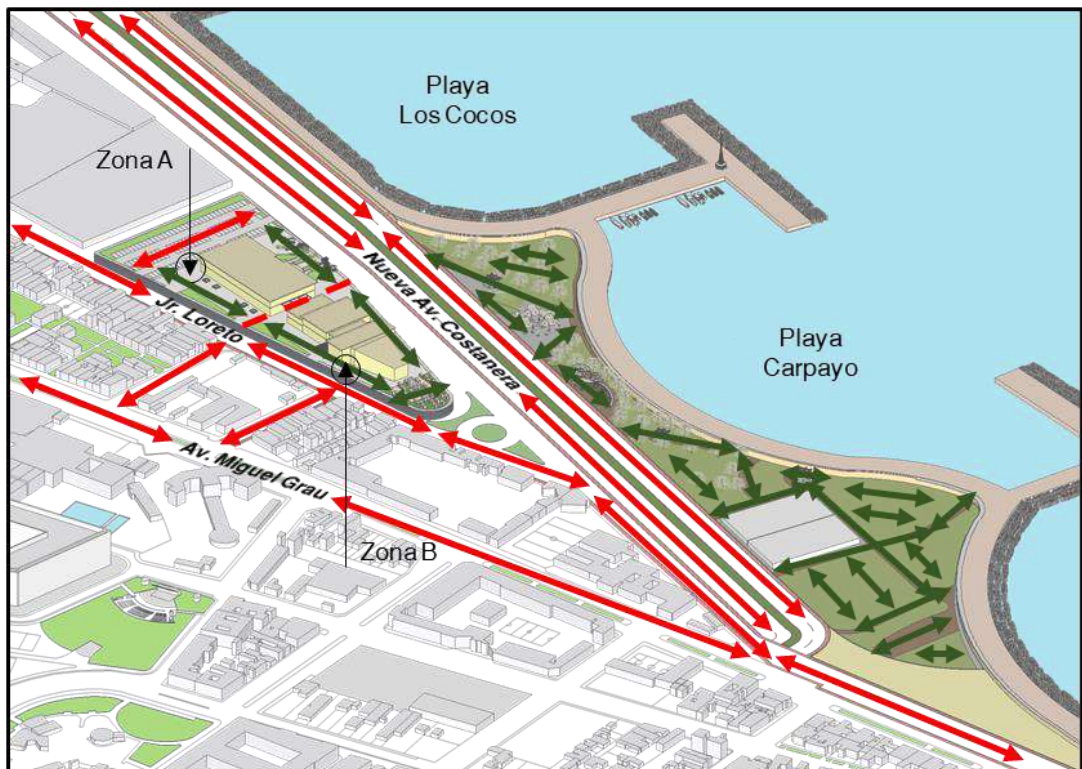 Playa
Los Cocos
Zona A
Nueva Av. Costanera
Jr. Loreto
Playa
Carpayo
Av. Miguel Grau
Zona B